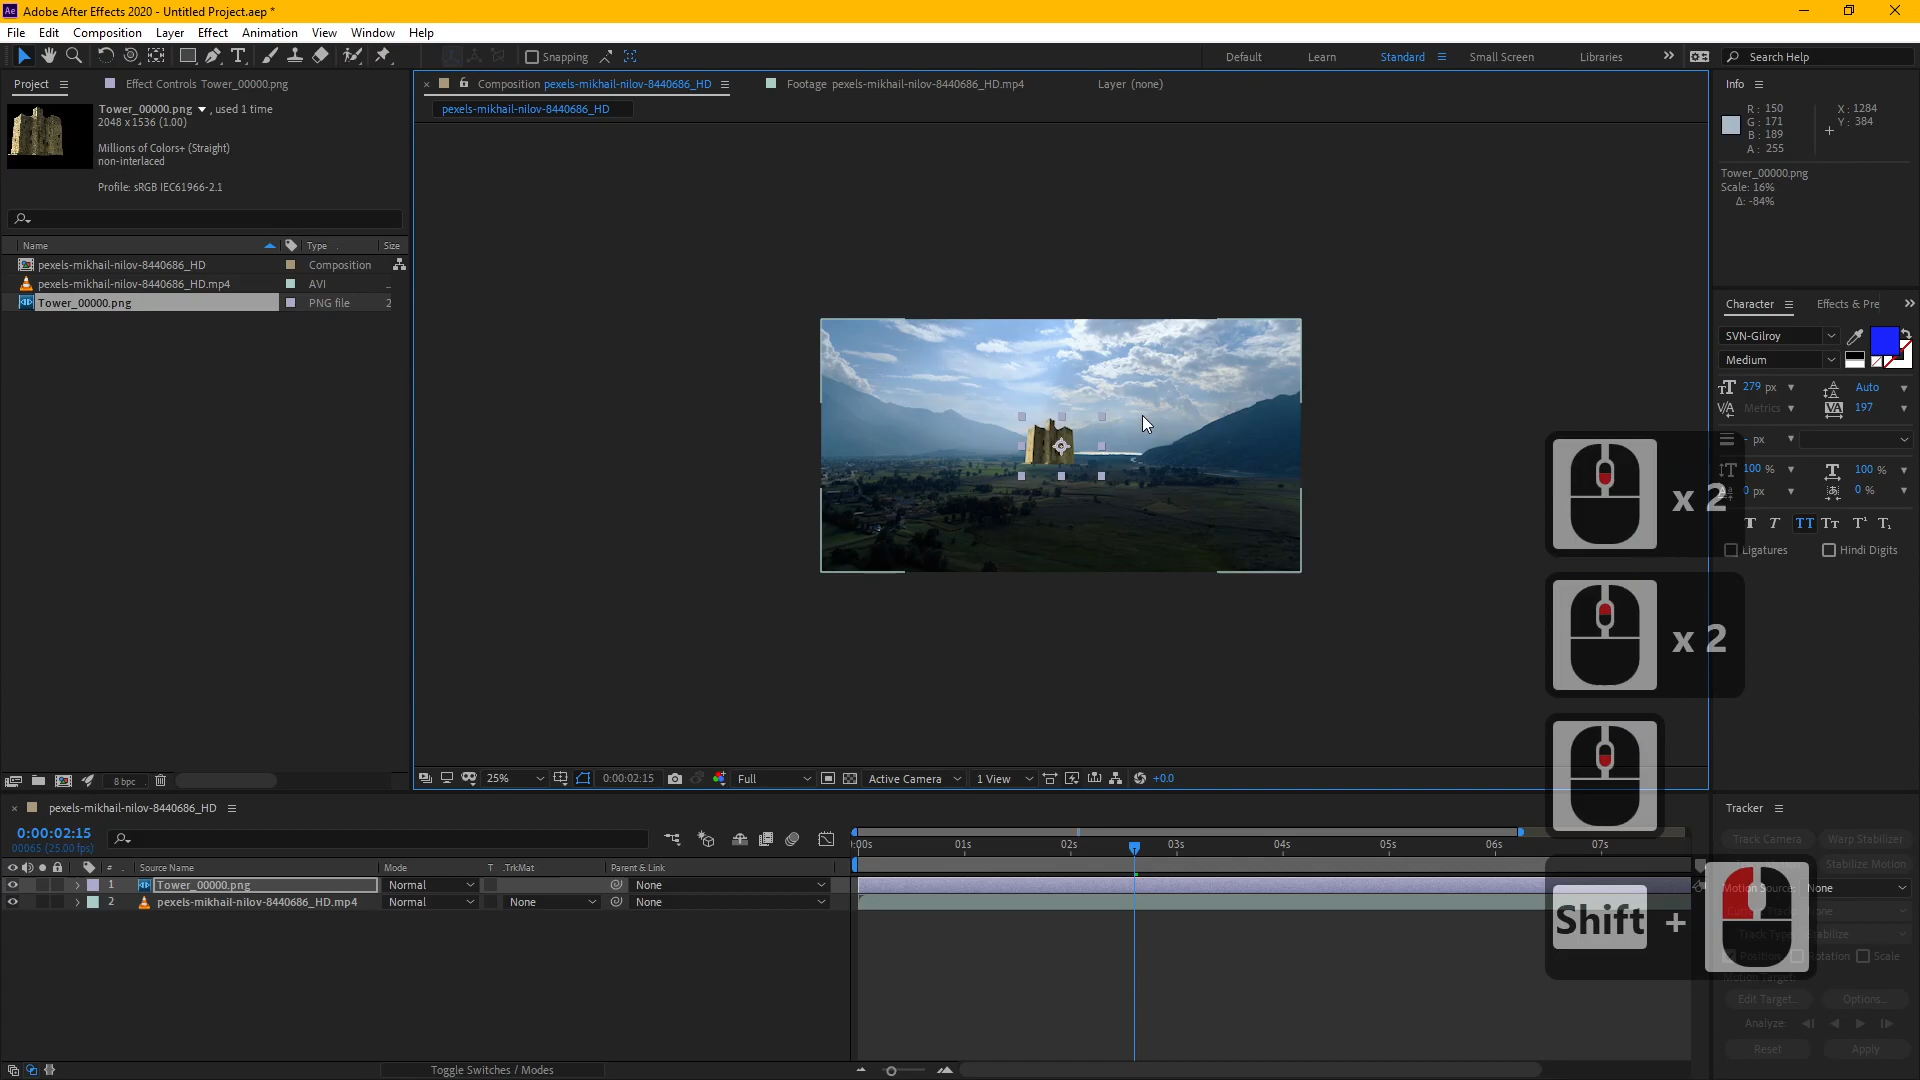 Ae Adobe After Effects 2020 - Untitled Project.aep *
File Edit Composition Layer Effect Animation View Window Help
Snapping Default Learn Standard Small Screen Libraries Search Help
Project Effect Controls Tower_00000.png
Tower_00000.png , used 1 time
2048 x 1536 (1.00)
Millions of Colors+ (Straight)
non-interlaced
Profile: sRGB IEC61966-2.1
Name Type Size
pexels-mikhail-nilov-8440686_HD Composition
pexels-mikhail-nilov-8440686_HD.mp4 AVI
Tower_00000.png PNG file 2
8 bpc
Composition pexels-mikhail-nilov-8440686_HD Footage pexels-mikhail-nilov-8440686_HD.mp4 Layer (none)
pexels-mikhail-nilov-8440686_HD
25% 0:00:02:15 Full Active Camera 1 View +0.0
Info
R: 150 X: 1284
G: 171 Y: 384
B: 189
A: 255
Tower_00000.png
Scale: 16%
Δ: -84%
Character Effects & Pre
SVN-Gilroy
Medium
279 px Auto
Metrics 197
- px
100 % 100 %
0 px 0 %
T T TT Tт T¹ T₁
Ligatures Hindi Digits
x 2
x 2
Shift +
pexels-mikhail-nilov-8440686_HD
0:00:02:15
00065 (25.00 fps)
# Source Name Mode T .TrkMat Parent & Link
1 Tower_00000.png Normal None
2 pexels-mikhail-nilov-8440686_HD.mp4 Normal None None
:00s 01s 02s 03s 04s 05s 06s 07s
Toggle Switches / Modes
Tracker
Track Camera Warp Stabilizer
Stabilize Motion
Motion Source: None
None
Track Type: Stabilize
Position Rotation Scale
Motion Target:
Edit Target... Options...
Analyze:
Reset Apply